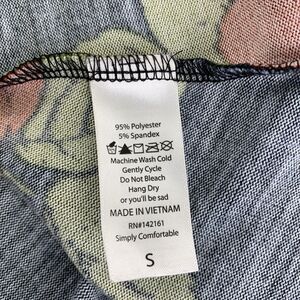 95% Polyester
5% Spandex
Machine Wash Cold
Gently Cycle
Do Not Bleach
Hang Dry
or you'll be sad
MADE IN VIETNAM
RN#142161
Simply Comfortable
S